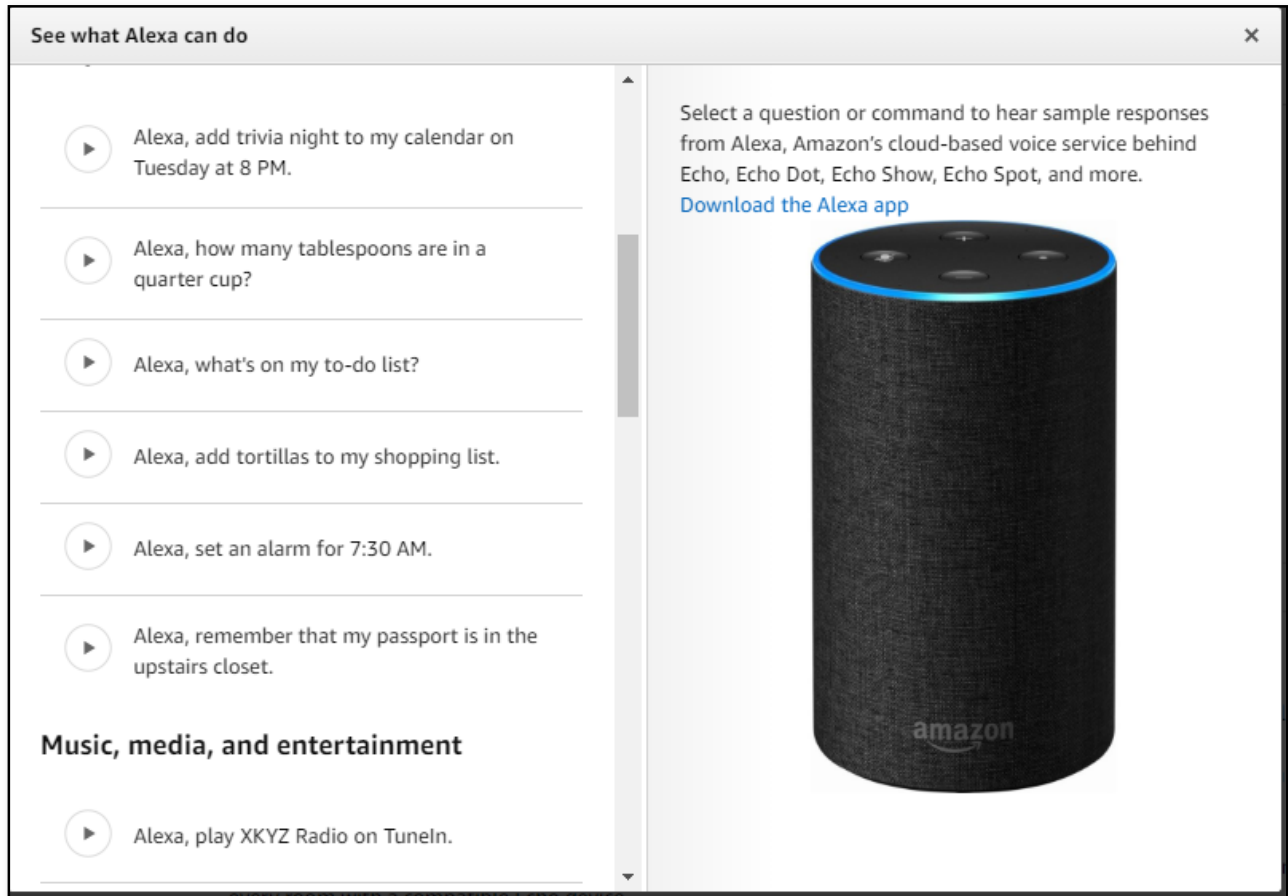 See what Alexa can do
Alexa, add trivia night to my calendar on
Tuesday at 8 PM.
Alexa, how many tablespoons are in a
quarter cup?
Alexa, what's on my to-do list?
Alexa, add tortillas to my shopping list.
Alexa, set an alarm for 7:30 AM.
Alexa, remember that my passport is in the
upstairs closet.
Music, media, and entertainment
Alexa, play XKYZ Radio on TuneIn.
Select a question or command to hear sample responses
from Alexa, Amazon’s cloud-based voice service behind
Echo, Echo Dot, Echo Show, Echo Spot, and more.
Download the Alexa app
amazon